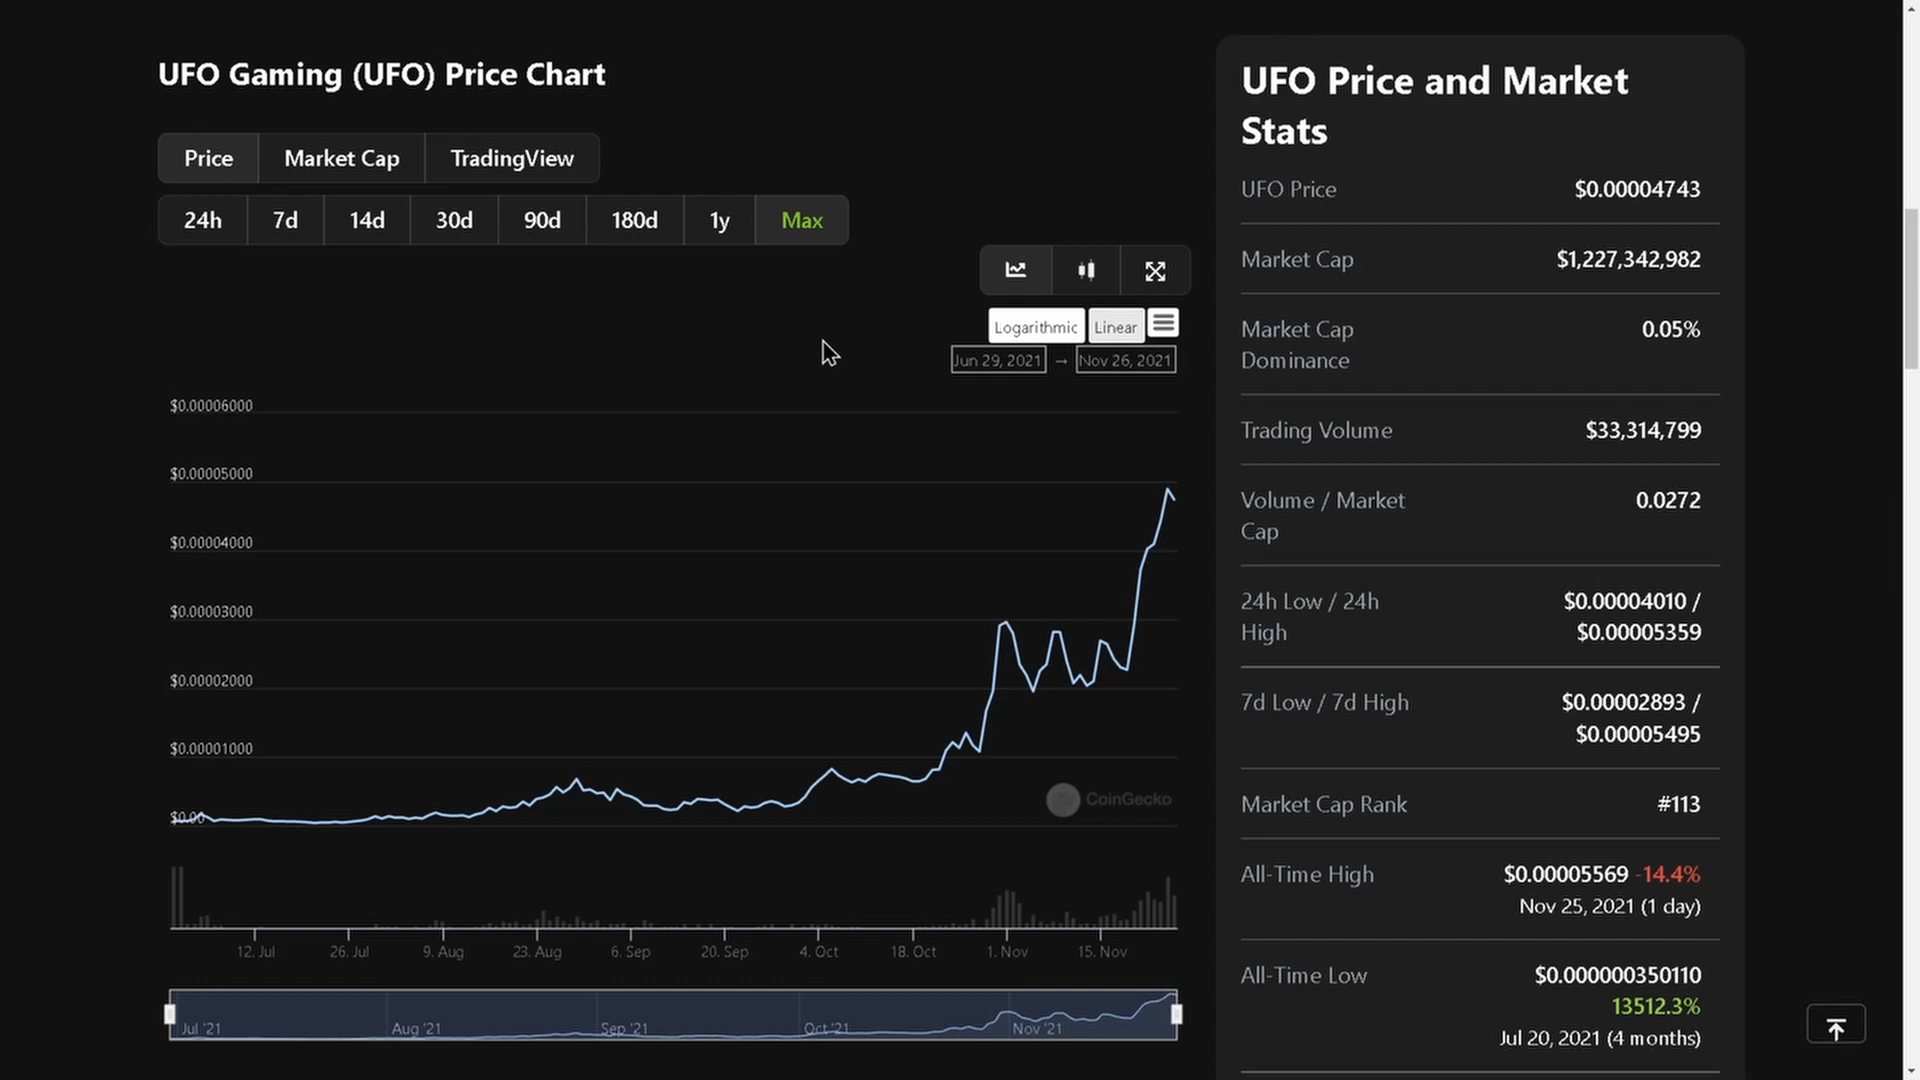 UFO Gaming (UFO) Price Chart
Price Market Cap TradingView
24h 7d 14d 30d 90d 180d 1y Max
Logarithmic Linear
Jun 29, 2021 → Nov 26, 2021
$0.00006000
$0.00005000
$0.00004000
$0.00003000
$0.00002000
$0.00001000
$0.00
CoinGecko
12. Jul 26. Jul 9. Aug 23. Aug 6. Sep 20. Sep 4. Oct 18. Oct 1. Nov 15. Nov
Jul '21 Aug '21 Sep '21 Oct '21 Nov '21
UFO Price and Market
Stats
UFO Price $0.00004743
Market Cap $1,227,342,982
Market Cap 0.05%
Dominance
Trading Volume $33,314,799
Volume / Market 0.0272
Cap
24h Low / 24h $0.00004010 /
High $0.00005359
7d Low / 7d High $0.00002893 /
$0.00005495
Market Cap Rank #113
All-Time High $0.00005569 -14.4%
Nov 25, 2021 (1 day)
All-Time Low $0.000000350110
13512.3%
Jul 20, 2021 (4 months)